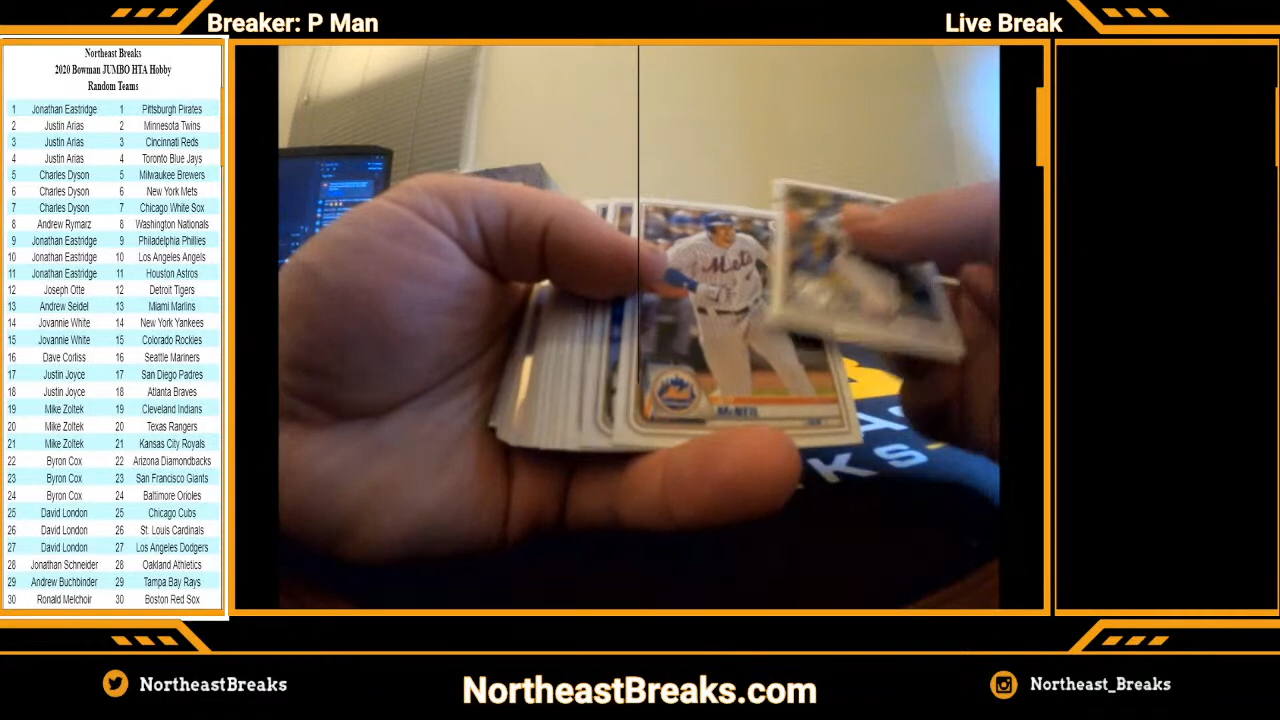 Breaker: P Man
Live Break
Northeast Breaks
2020 Bowman JUMBO HTA Hobby
Random Teams
1 Jonathan Eastridge 1 Pittsburgh Pirates
2 Justin Arias 2 Minnesota Twins
3 Justin Arias 3 Cincinnati Reds
4 Justin Arias 4 Toronto Blue Jays
5 Charles Dyson 5 Milwaukee Brewers
6 Charles Dyson 6 New York Mets
7 Charles Dyson 7 Chicago White Sox
8 Andrew Rymarz 8 Washington Nationals
9 Jonathan Eastridge 9 Philadelphia Phillies
10 Jonathan Eastridge 10 Los Angeles Angels
11 Jonathan Eastridge 11 Houston Astros
12 Joseph Otte 12 Detroit Tigers
13 Andrew Seidel 13 Miami Marlins
14 Jovannie White 14 New York Yankees
15 Jovannie White 15 Colorado Rockies
16 Dave Corliss 16 Seattle Mariners
17 Justin Joyce 17 San Diego Padres
18 Justin Joyce 18 Atlanta Braves
19 Mike Zoltek 19 Cleveland Indians
20 Mike Zoltek 20 Texas Rangers
21 Mike Zoltek 21 Kansas City Royals
22 Byron Cox 22 Arizona Diamondbacks
23 Byron Cox 23 San Francisco Giants
24 Byron Cox 24 Baltimore Orioles
25 David London 25 Chicago Cubs
26 David London 26 St. Louis Cardinals
27 David London 27 Los Angeles Dodgers
28 Jonathan Schneider 28 Oakland Athletics
29 Andrew Buchbinder 29 Tampa Bay Rays
30 Ronald Melchoir 30 Boston Red Sox
Mets
McNEIL
KS
NortheastBreaks
NortheastBreaks.com
Northeast_Breaks